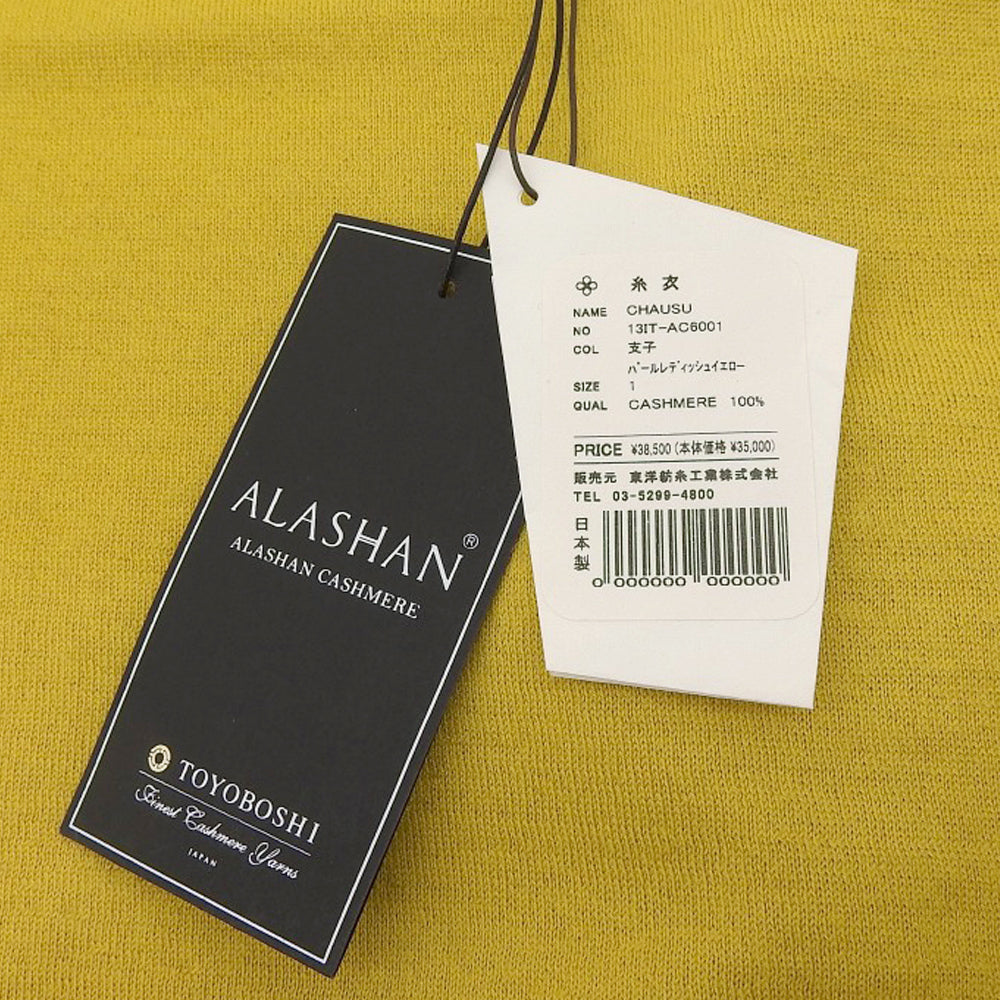 ALASHAN®
ALASHAN CASHMERE
TOYOBOSHI
Finest Cashmere Yarns
JAPAN
糸衣
NAME CHAUSU
NO 13IT-AC6001
COL 支子
パールレディッシュイエロー
SIZE 1
QUAL CASHMERE 100%
PRICE ¥38,500(本体価格 ¥35,000)
販売元 東洋紡糸工業株式会社
TEL 03-5299-4800
日本製
0 000000 000000